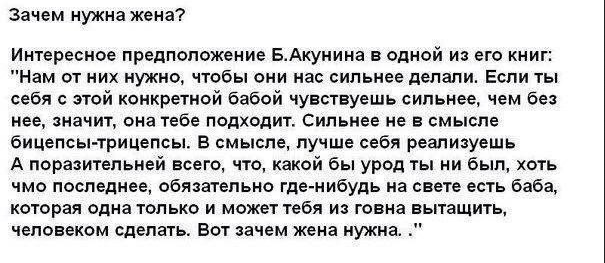 Зачем нужна жена?
Интересное предположение Б.Акунина в одной из его книг:
"Нам от них нужно, чтобы они нас сильнее делали. Если ты
себя с этой конкретной бабой чувствуешь сильнее, чем без
нее, значит, она тебе подходит. Сильнее не в смысле
бицепсы-трицепсы. В смысле, лучше себя реализуешь
А поразительней всего, что, какой бы урод ты ни был, хоть
чмо последнее, обязательно где-нибудь на свете есть баба,
которая одна только и может тебя из говна вытащить,
человеком сделать. Вот зачем жена нужна. ."